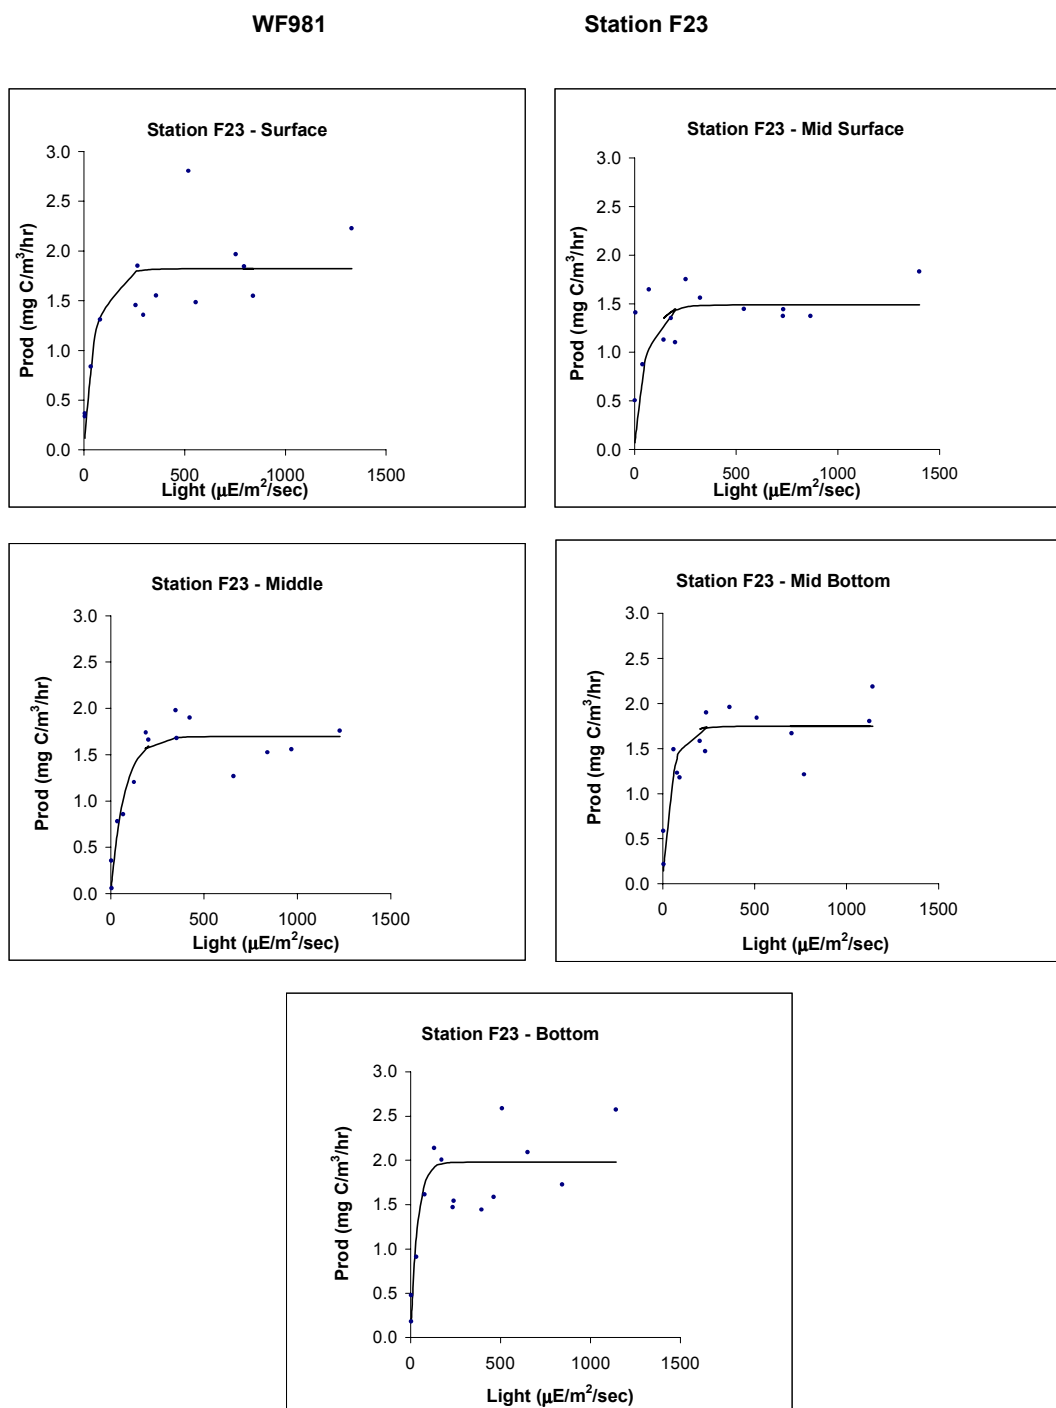 WF981 Station F23
Station F23 - Surface
3.0
2.5
2.0
1.5
1.0
0.5
0.0
Prod (mg C/m³/hr)
0 500 1000 1500
Light (µE/m²/sec)
Station F23 - Mid Surface
3.0
2.5
2.0
1.5
1.0
0.5
0.0
Prod (mg C/m³/hr)
0 500 1000 1500
Light (µE/m²/sec)
Station F23 - Middle
3.0
2.5
2.0
1.5
1.0
0.5
0.0
Prod (mg C/m³/hr)
0 500 1000 1500
Light (µE/m²/sec)
Station F23 - Mid Bottom
3.0
2.5
2.0
1.5
1.0
0.5
0.0
Prod (mg C/m³/hr)
0 500 1000 1500
Light (µE/m²/sec)
Station F23 - Bottom
3.0
2.5
2.0
1.5
1.0
0.5
0.0
Prod (mg C/m³/hr)
0 500 1000 1500
Light (µE/m²/sec)